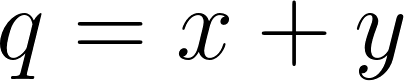 q = x + y